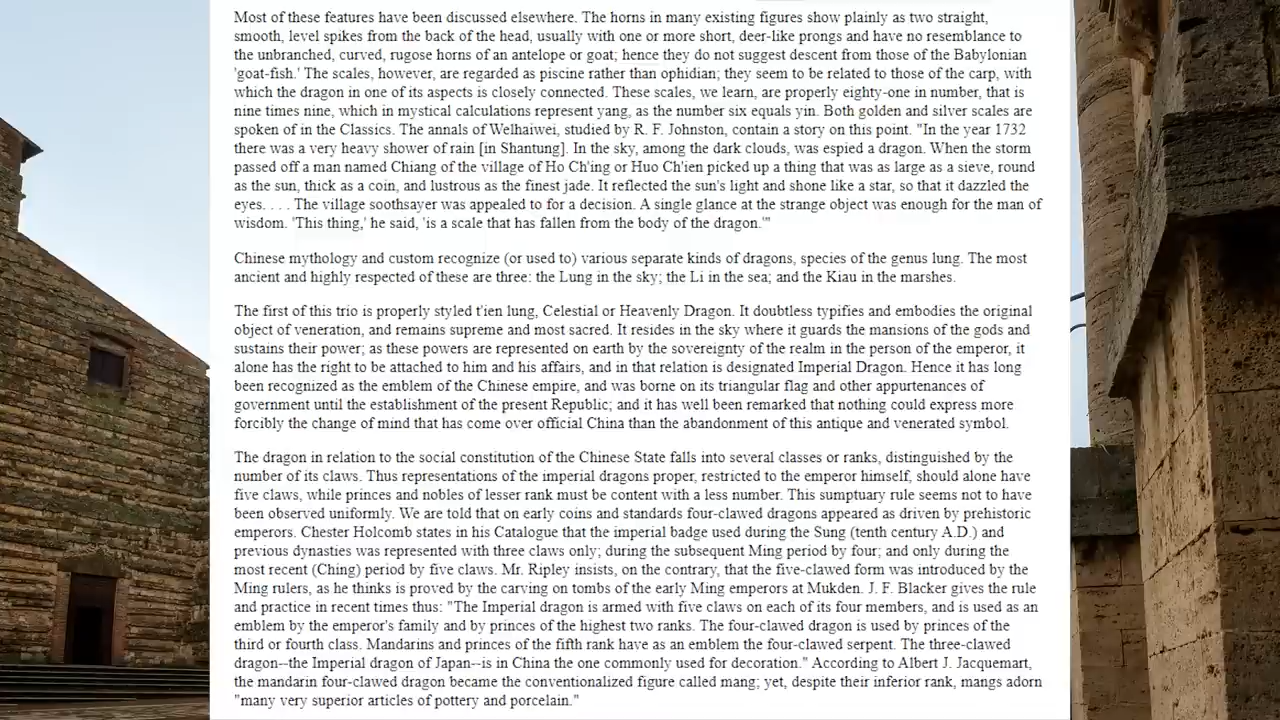 Most of these features have been discussed elsewhere. The horns in many existing figures show plainly as two straight,
smooth, level spikes from the back of the head, usually with one or more short, deer-like prongs and have no resemblance to
the unbranched, curved, rugose horns of an antelope or goat; hence they do not suggest descent from those of the Babylonian
'goat-fish.' The scales, however, are regarded as piscine rather than ophidian; they seem to be related to those of the carp, with
which the dragon in one of its aspects is closely connected. These scales, we learn, are properly eighty-one in number, that is
nine times nine, which in mystical calculations represent yang, as the number six equals yin. Both golden and silver scales are
spoken of in the Classics. The annals of Welhaiwei, studied by R. F. Johnston, contain a story on this point. "In the year 1732
there was a very heavy shower of rain [in Shantung]. In the sky, among the dark clouds, was espied a dragon. When the storm
passed off a man named Chiang of the village of Ho Ch'ing or Huo Ch'ien picked up a thing that was as large as a sieve, round
as the sun, thick as a coin, and lustrous as the finest jade. It reflected the sun's light and shone like a star, so that it dazzled the
eyes. . . . The village soothsayer was appealed to for a decision. A single glance at the strange object was enough for the man of
wisdom. 'This thing,' he said, 'is a scale that has fallen from the body of the dragon.'"
Chinese mythology and custom recognize (or used to) various separate kinds of dragons, species of the genus lung. The most
ancient and highly respected of these are three: the Lung in the sky; the Li in the sea; and the Kiau in the marshes.
The first of this trio is properly styled t'ien lung, Celestial or Heavenly Dragon. It doubtless typifies and embodies the original
object of veneration, and remains supreme and most sacred. It resides in the sky where it guards the mansions of the gods and
sustains their power; as these powers are represented on earth by the sovereignty of the realm in the person of the emperor, it
alone has the right to be attached to him and his affairs, and in that relation is designated Imperial Dragon. Hence it has long
been recognized as the emblem of the Chinese empire, and was borne on its triangular flag and other appurtenances of
government until the establishment of the present Republic; and it has well been remarked that nothing could express more
forcibly the change of mind that has come over official China than the abandonment of this antique and venerated symbol.
The dragon in relation to the social constitution of the Chinese State falls into several classes or ranks, distinguished by the
number of its claws. Thus representations of the imperial dragons proper, restricted to the emperor himself, should alone have
five claws, while princes and nobles of lesser rank must be content with a less number. This sumptuary rule seems not to have
been observed uniformly. We are told that on early coins and standards four-clawed dragons appeared as driven by prehistoric
emperors. Chester Holcomb states in his Catalogue that the imperial badge used during the Sung (tenth century A.D.) and
previous dynasties was represented with three claws only; during the subsequent Ming period by four; and only during the
most recent (Ching) period by five claws. Mr. Ripley insists, on the contrary, that the five-clawed form was introduced by the
Ming rulers, as he thinks is proved by the carving on tombs of the early Ming emperors at Mukden. J. F. Blacker gives the rule
and practice in recent times thus: "The Imperial dragon is armed with five claws on each of its four members, and is used as an
emblem by the emperor's family and by princes of the highest two ranks. The four-clawed dragon is used by princes of the
third or fourth class. Mandarins and princes of the fifth rank have as an emblem the four-clawed serpent. The three-clawed
dragon--the Imperial dragon of Japan--is in China the one commonly used for decoration." According to Albert J. Jacquemart,
the mandarin four-clawed dragon became the conventionalized figure called mang; yet, despite their inferior rank, mangs adorn
"many very superior articles of pottery and porcelain."